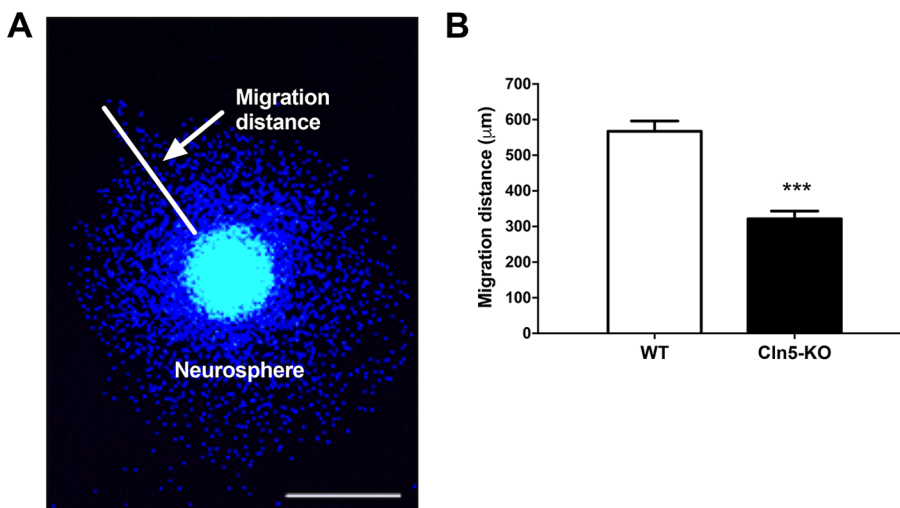 A
Migration
distance
Neurosphere
B
Migration distance (μm)
700
600
500
400
300
200
100
0
***
WT
Cln5-KO